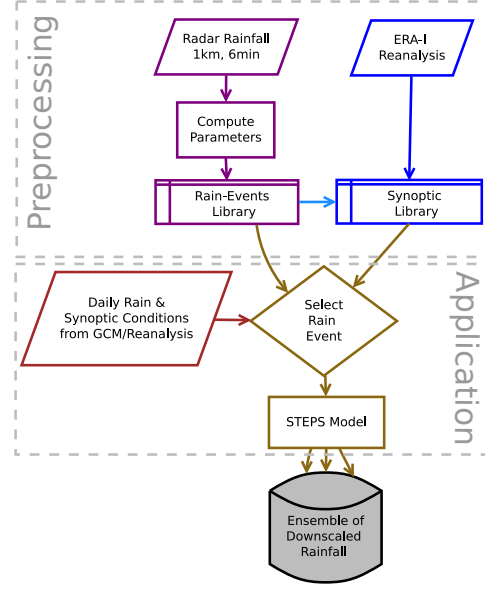 Preprocessing
Radar Rainfall
1km, 6min
ERA-I
Reanalysis
Compute
Parameters
Rain-Events
Library
Synoptic
Library
Application
Daily Rain &
Synoptic Conditions
from GCM/Reanalysis
Select
Rain
Event
STEPS Model
Ensemble of
Downscaled
Rainfall